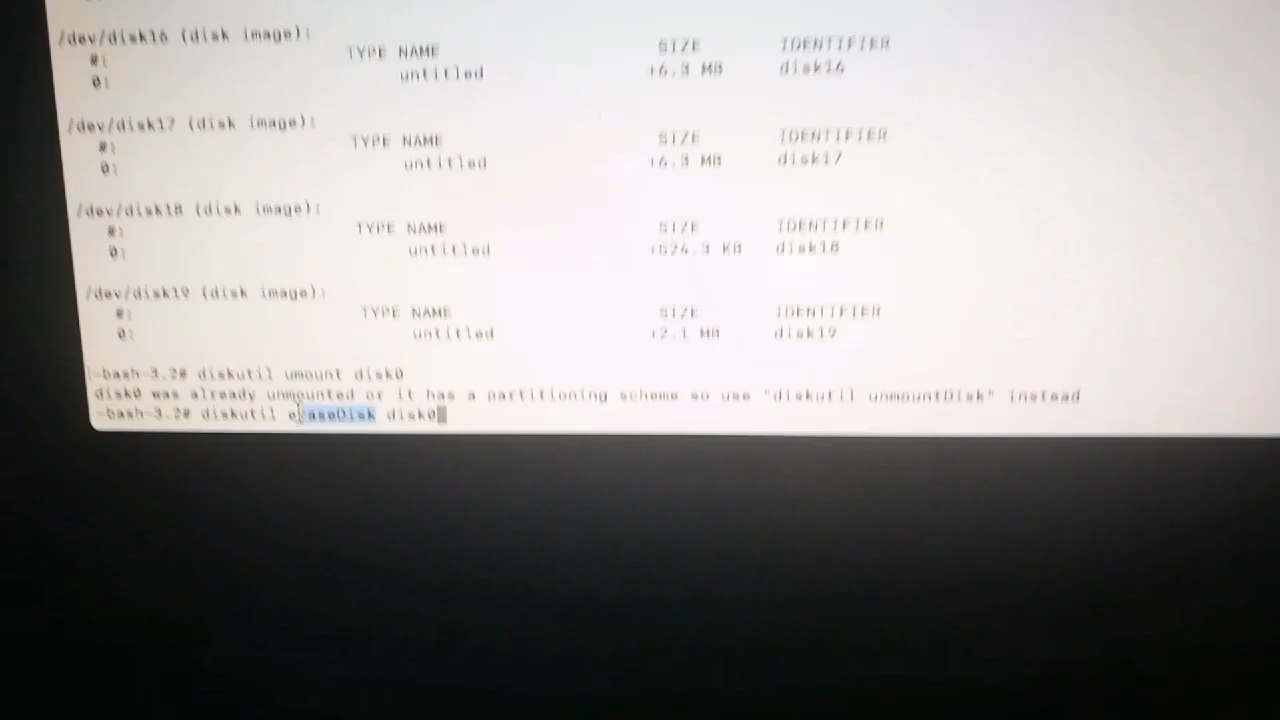 /dev/disk16 (disk image):
#: TYPE NAME SIZE IDENTIFIER
0: untitled +6.3 MB disk16
/dev/disk17 (disk image):
#: TYPE NAME SIZE IDENTIFIER
0: untitled +6.3 MB disk17
/dev/disk18 (disk image):
#: TYPE NAME SIZE IDENTIFIER
0: untitled +524.3 KB disk18
/dev/disk19 (disk image):
#: TYPE NAME SIZE IDENTIFIER
0: untitled +2.1 MB disk19
-bash-3.2# diskutil umount disk0
disk0 was already unmounted or it has a partitioning scheme so use "diskutil unmountDisk" instead
-bash-3.2# diskutil eraseDisk disk0